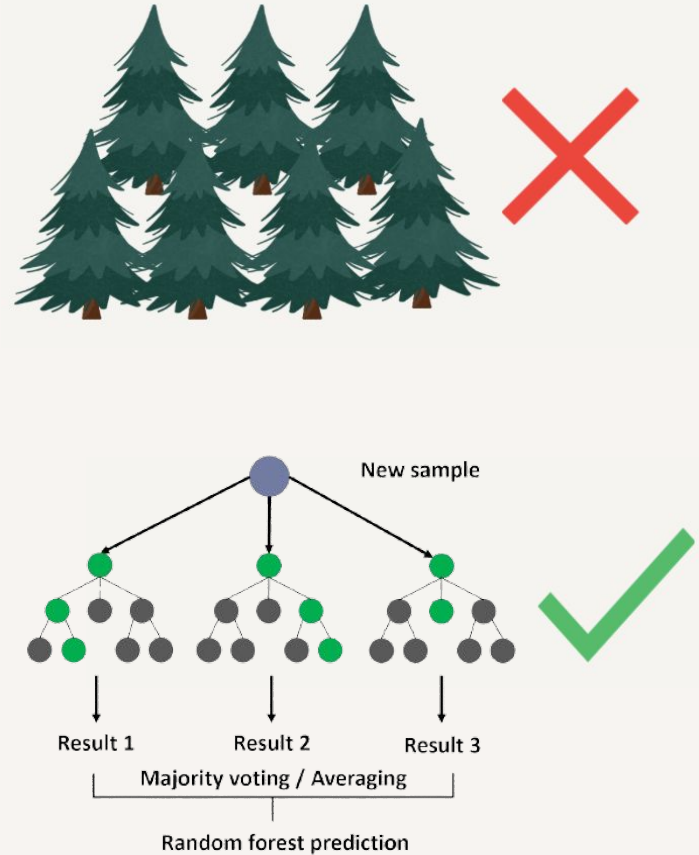 New sample
Result 1
Result 2
Result 3
Majority voting / Averaging
Random forest prediction